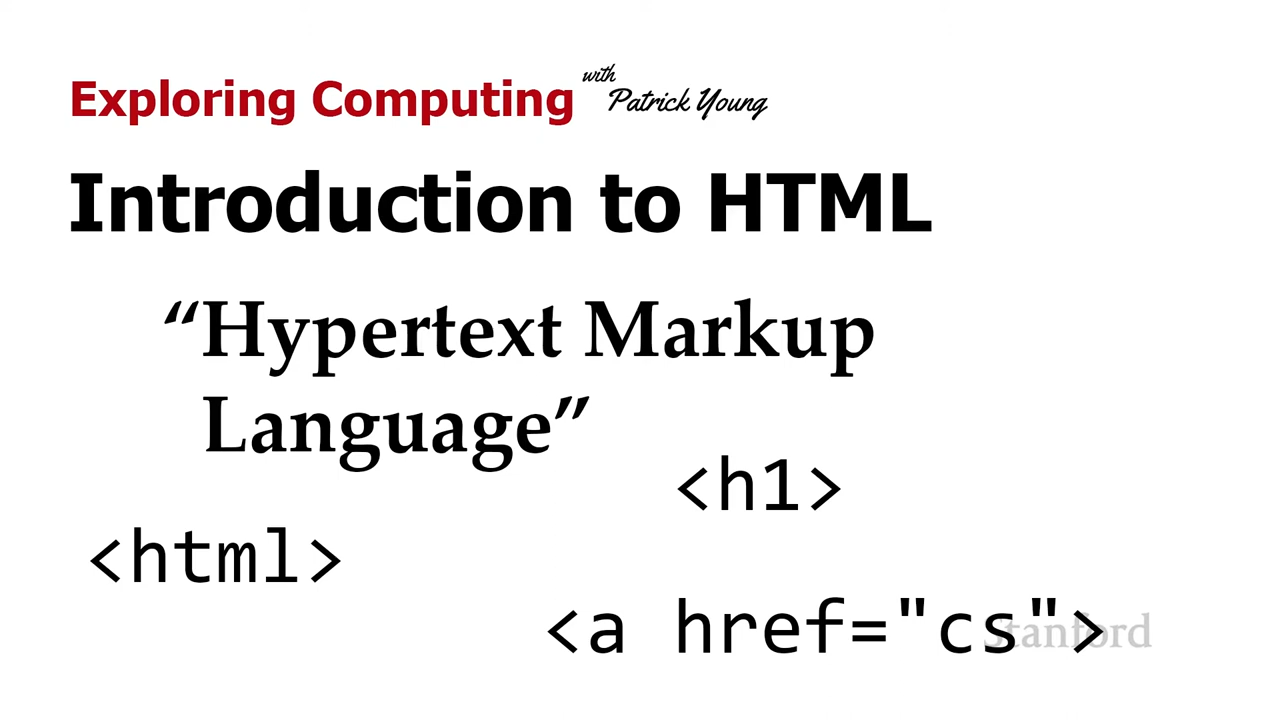 Exploring Computing with Patrick Young
Introduction to HTML
“Hypertext Markup
Language”
<h1>
<html>
<a href="cs">
Stanford